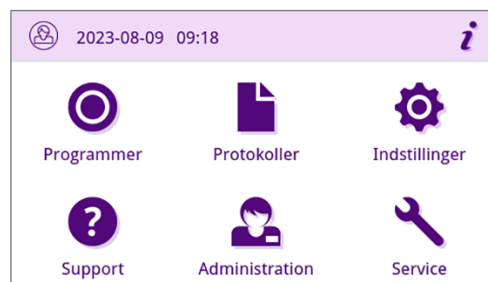 2023-08-09 09:18 i
Programmer Protokoller Indstillinger
? Support Administration Service